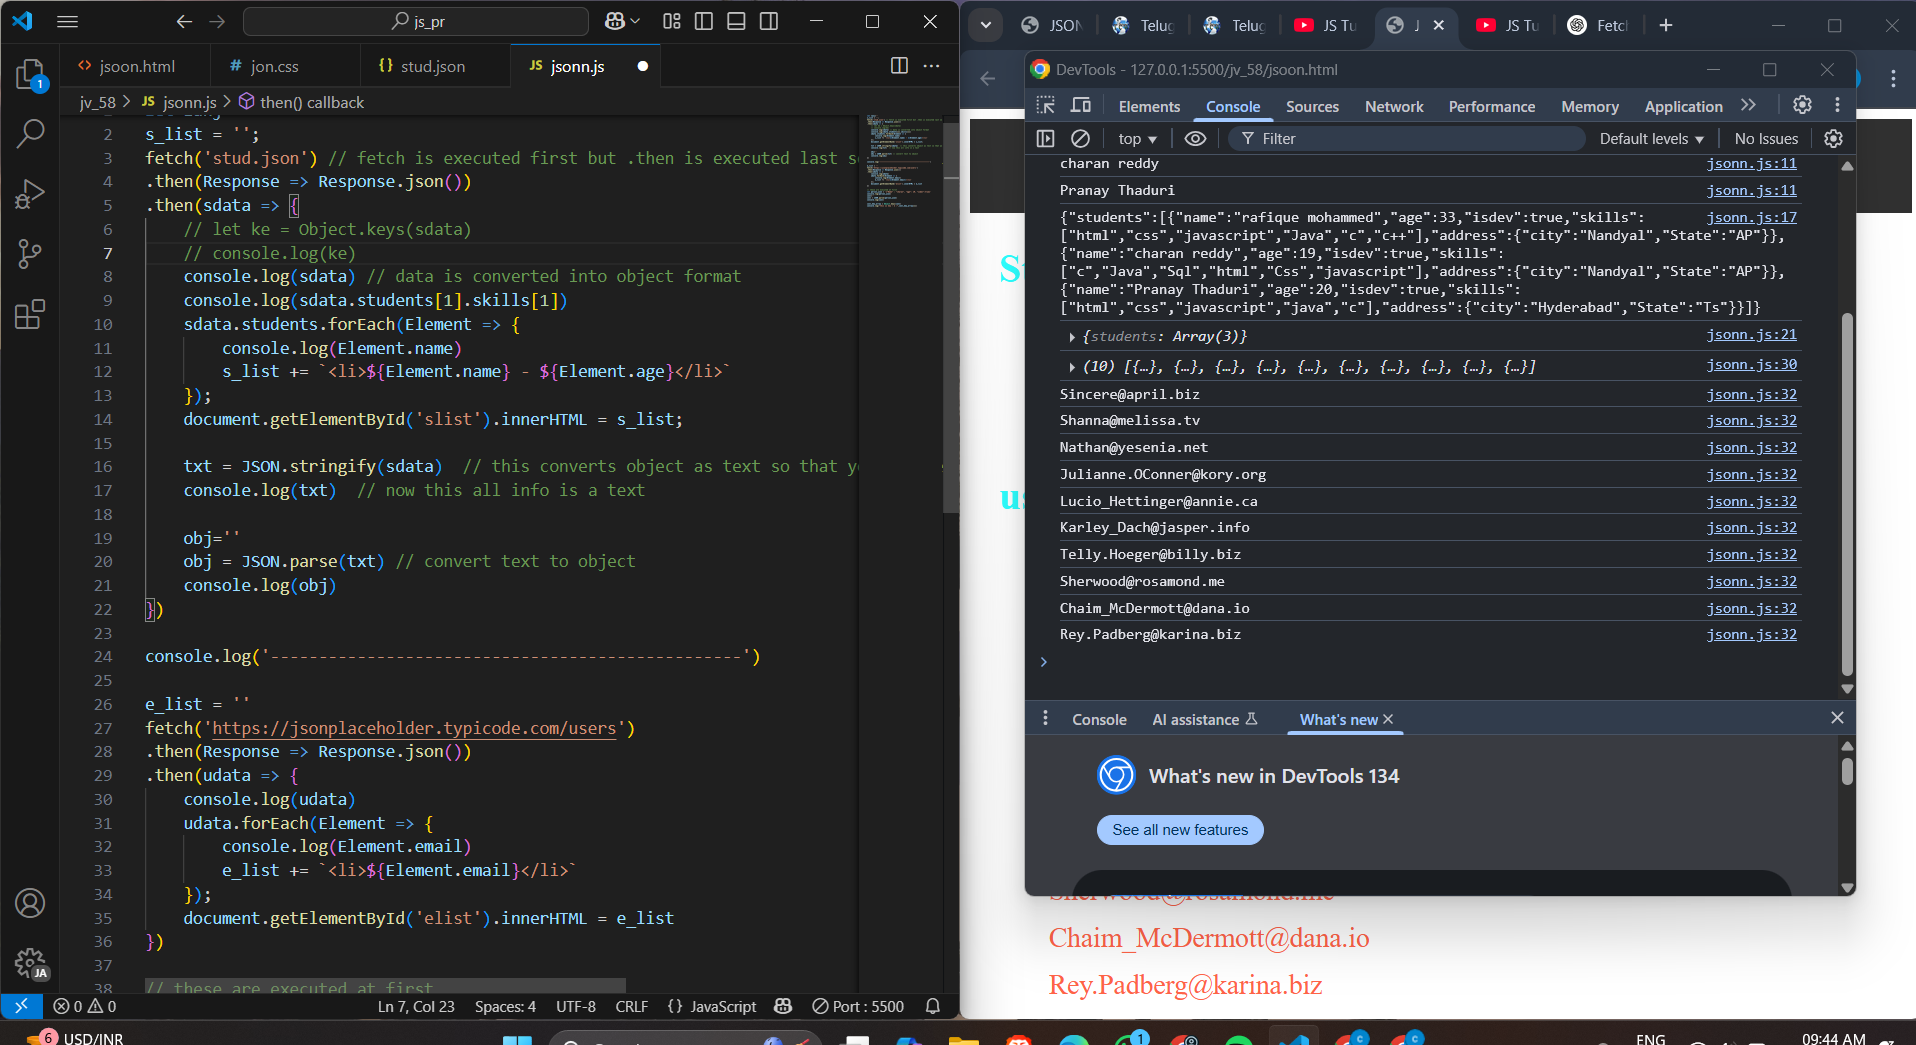 js_pr
jsoon.html
# jon.css
{} stud.json
JS jsonn.js
jv_58 > JS jsonn.js > then() callback
2 s_list = '';
3 fetch('stud.json') // fetch is executed first but .then is executed last s
4 .then(Response => Response.json())
5 .then(sdata => {
6 // let ke = Object.keys(sdata)
7 // console.log(ke)
8 console.log(sdata) // data is converted into object format
9 console.log(sdata.students[1].skills[1])
10 sdata.students.forEach(Element => {
11 console.log(Element.name)
12 s_list += `<li>${Element.name} - ${Element.age}</li>`
13 });
14 document.getElementById('slist').innerHTML = s_list;
15
16 txt = JSON.stringify(sdata) // this converts object as text so that y
17 console.log(txt) // now this all info is a text
18
19 obj=''
20 obj = JSON.parse(txt) // convert text to object
21 console.log(obj)
22 })
23
24 console.log('-------------------------------------------------')
25
26 e_list = ''
27 fetch('https://jsonplaceholder.typicode.com/users')
28 .then(Response => Response.json())
29 .then(udata => {
30 console.log(udata)
31 udata.forEach(Element => {
32 console.log(Element.email)
33 e_list += `<li>${Element.email}</li>`
34 });
35 document.getElementById('elist').innerHTML = e_list
36 })
37
38 // these are executed at first
1
JA
0 0
Ln 7, Col 23 Spaces: 4 UTF-8 CRLF {} JavaScript Port : 5500
JSON Telug Telug JS Tu J JS Tu Fetch
DevTools - 127.0.0.1:5500/jv_58/jsoon.html
Elements Console Sources Network Performance Memory Application
top Filter Default levels No Issues
charan reddy jsonn.js:11
Pranay Thaduri jsonn.js:11
{"students":[{"name":"rafique mohammed","age":33,"isdev":true,"skills": jsonn.js:17
["html","css","javascript","Java","c","c++"],"address":{"city":"Nandyal","State":"AP"}},
{"name":"charan reddy","age":19,"isdev":true,"skills":
["c","Java","Sql","html","Css","javascript"],"address":{"city":"Nandyal","State":"AP"}},
{"name":"Pranay Thaduri","age":20,"isdev":true,"skills":
["html","css","javascript","java","c"],"address":{"city":"Hyderabad","State":"Ts"}}]}
{students: Array(3)} jsonn.js:21
(10) [{…}, {…}, {…}, {…}, {…}, {…}, {…}, {…}, {…}, {…}] jsonn.js:30
Sincere@april.biz jsonn.js:32
Shanna@melissa.tv jsonn.js:32
Nathan@yesenia.net jsonn.js:32
Julianne.OConner@kory.org jsonn.js:32
Lucio_Hettinger@annie.ca jsonn.js:32
Karley_Dach@jasper.info jsonn.js:32
Telly.Hoeger@billy.biz jsonn.js:32
Sherwood@rosamond.me jsonn.js:32
Chaim_McDermott@dana.io jsonn.js:32
Rey.Padberg@karina.biz jsonn.js:32
Console AI assistance What's new
What's new in DevTools 134
See all new features
Sherwood@rosamond.me
Chaim_McDermott@dana.io
Rey.Padberg@karina.biz
6 USD/INR
1
ENG
09:44 AM